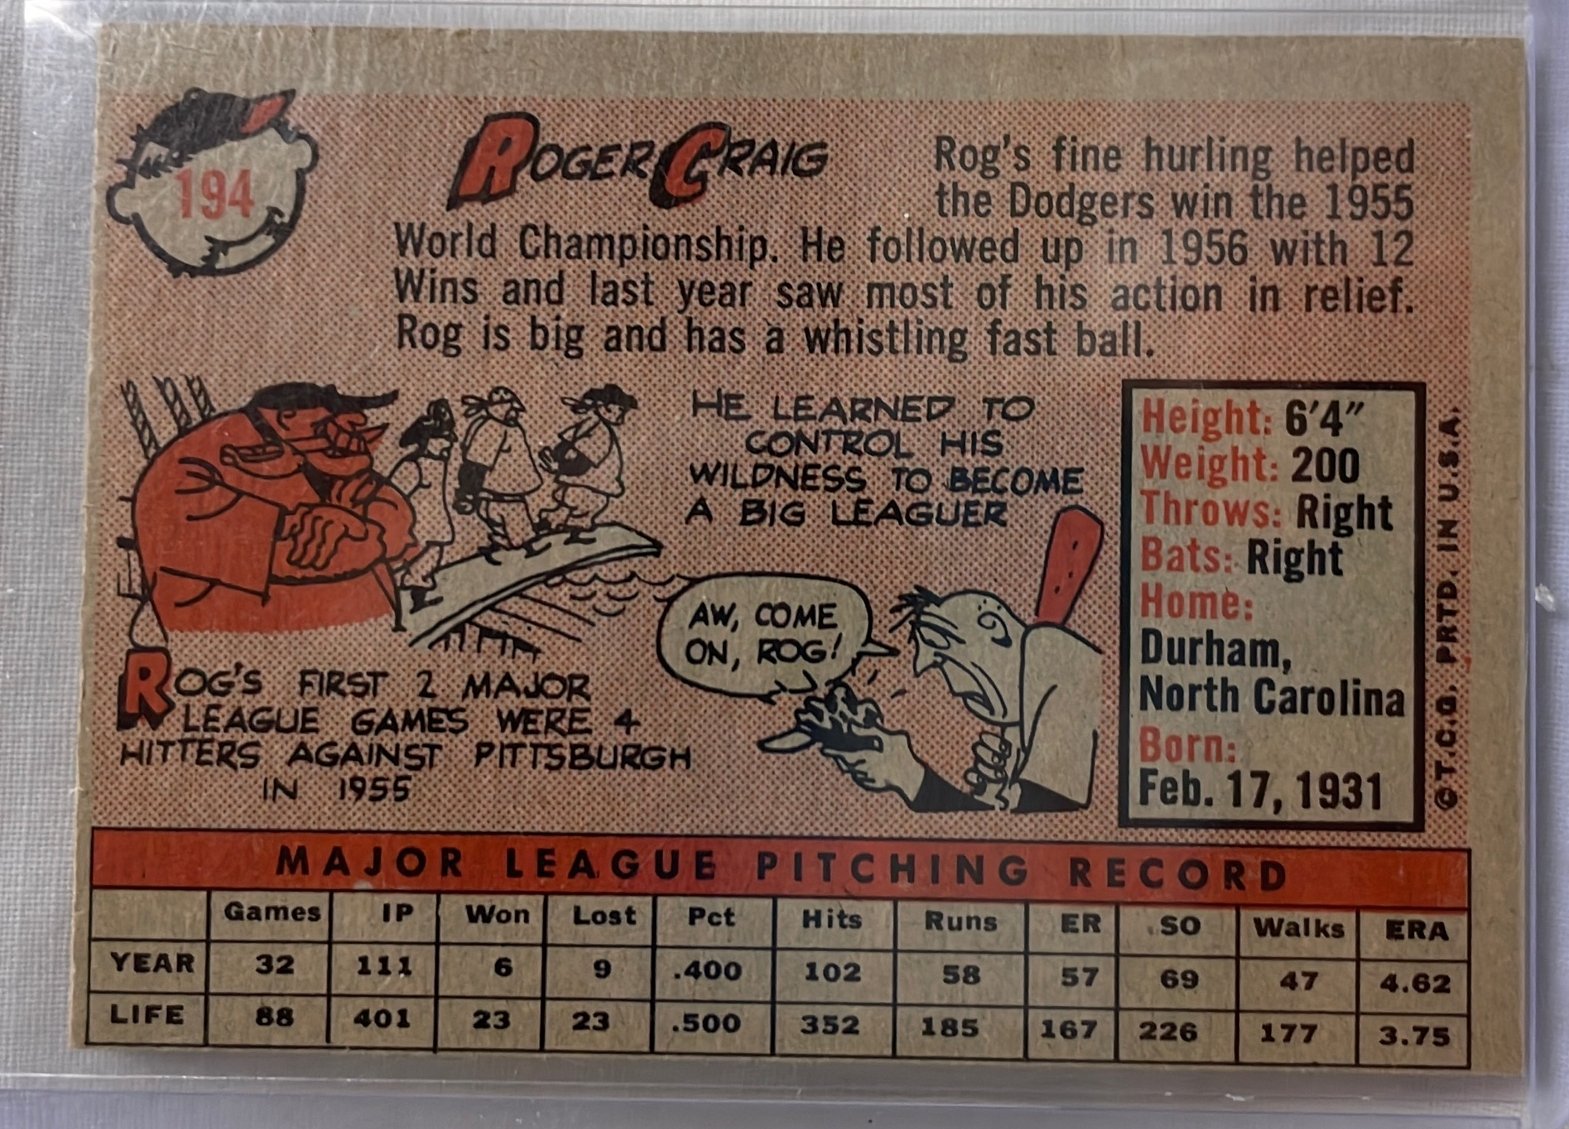 194
ROGER CRAIG
Rog's fine hurling helped
the Dodgers win the 1955
World Championship. He followed up in 1956 with 12
Wins and last year saw most of his action in relief.
Rog is big and has a whistling fast ball.
HE LEARNED TO
CONTROL HIS
WILDNESS TO BECOME
A BIG LEAGUER
AW, COME
ON, ROG!
ROG'S FIRST 2 MAJOR
LEAGUE GAMES WERE 4
HITTERS AGAINST PITTSBURGH
IN 1955
Height: 6'4"
Weight: 200
Throws: Right
Bats: Right
Home:
Durham,
North Carolina
Born:
Feb. 17, 1931
©T.C.G. PRTD. IN U.S.A.
MAJOR LEAGUE PITCHING RECORD
Games IP Won Lost Pct Hits Runs ER SO Walks ERA
YEAR 32 111 6 9 .400 102 58 57 69 47 4.62
LIFE 88 401 23 23 .500 352 185 167 226 177 3.75